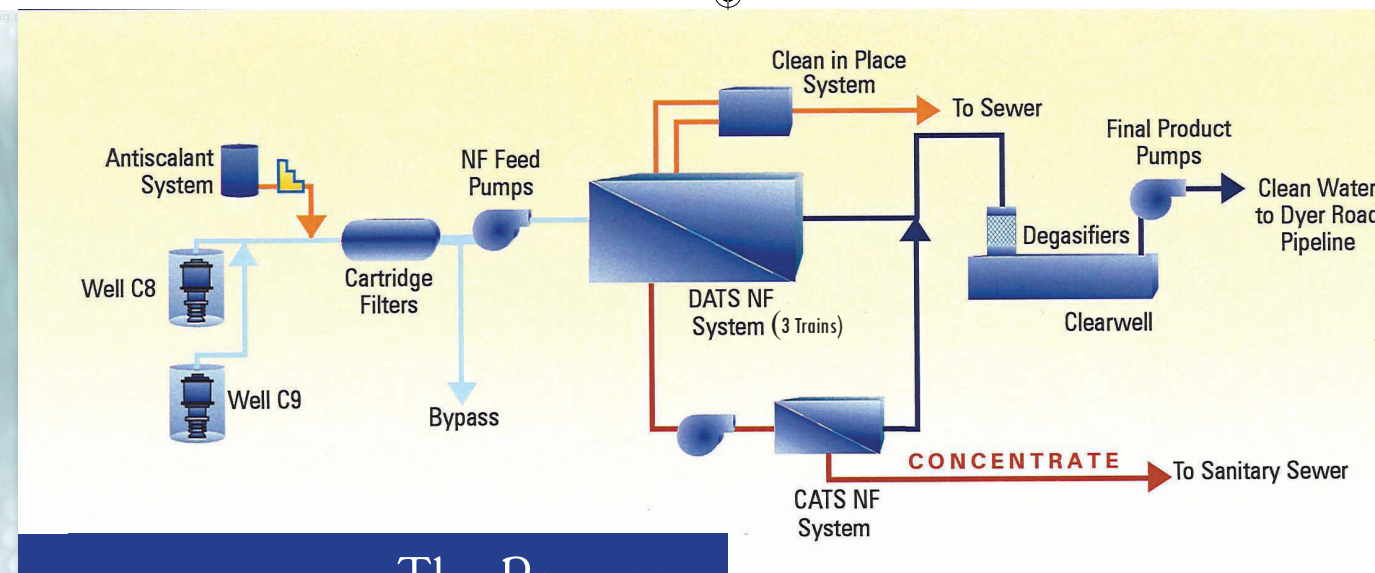 Clean in Place
System
To Sewer
Final Product
Pumps
Antiscalant
System
NF Feed
Pumps
Clean Water
to Dyer Road
Pipeline
Degasifiers
Cartridge
Filters
Well C8
DATS NF
System (3 Trains)
Clearwell
Well C9
Bypass
CONCENTRATE
To Sanitary Sewer
CATS NF
System